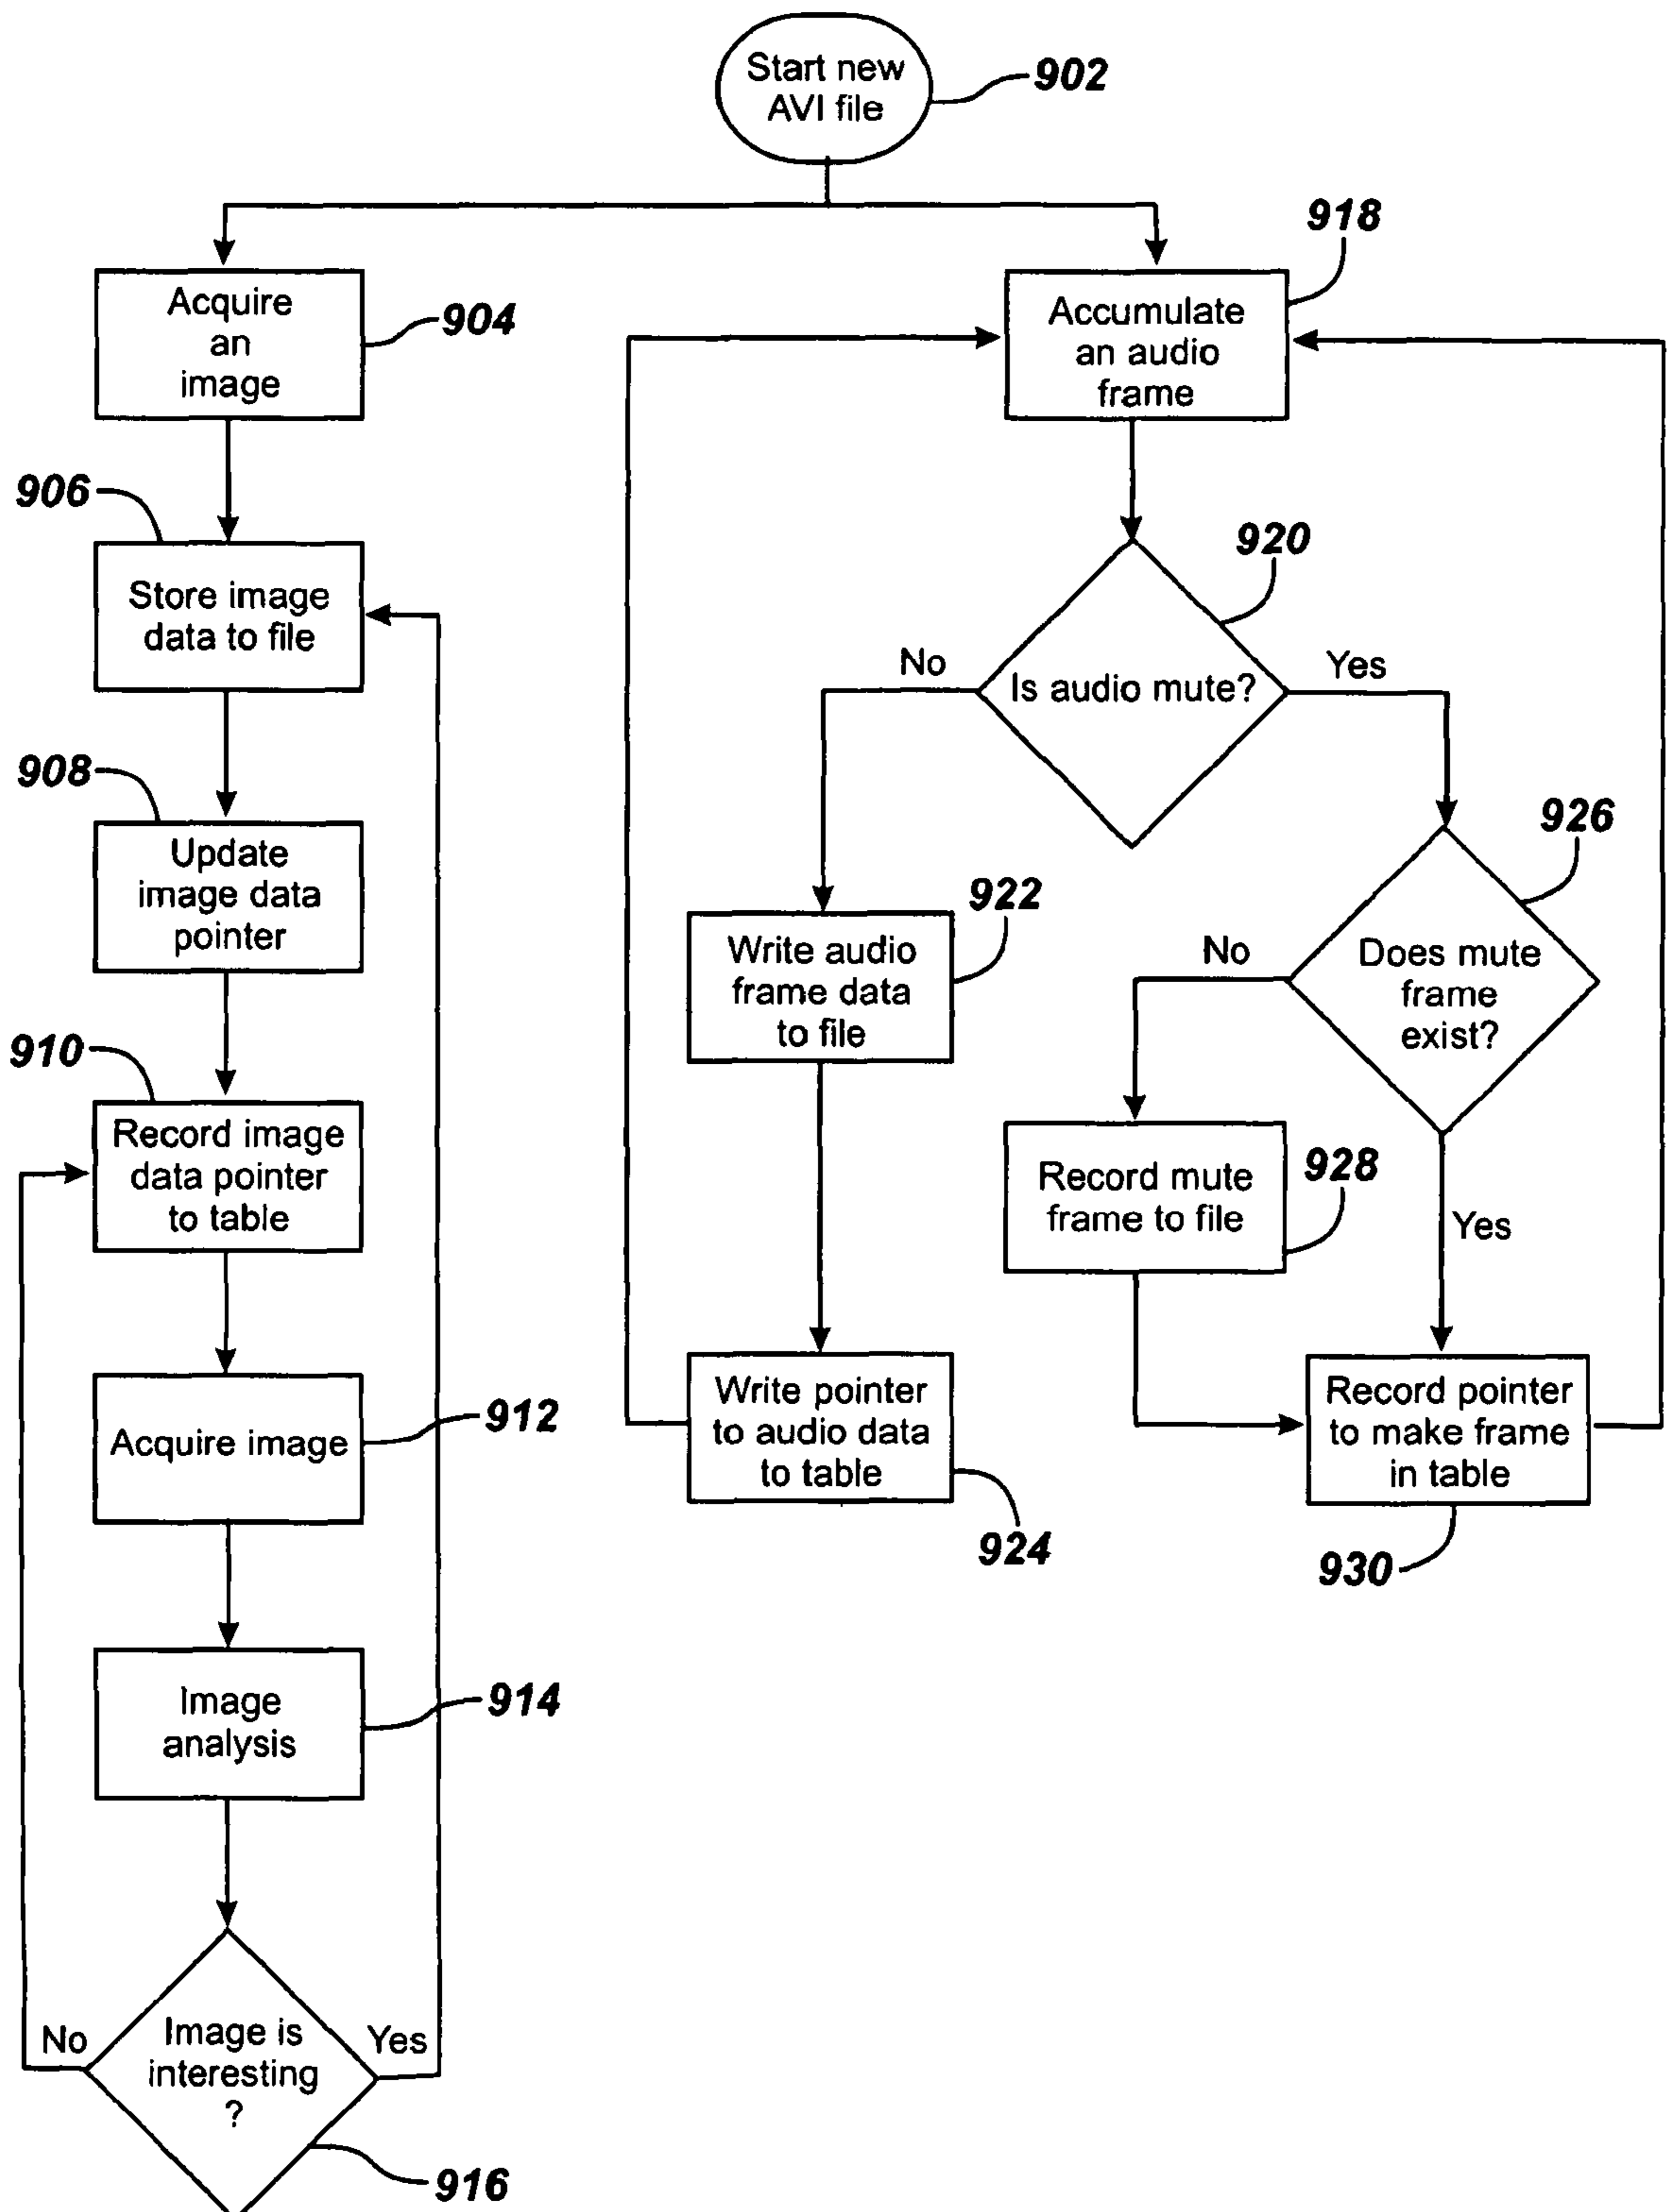 Start new
AVI file
902
Acquire
an
image
904
906
Store image
data to file
908
Update
image data
pointer
910
Record image
data pointer
to table
Acquire image
912
Image
analysis
914
No
Image is
interesting
?
Yes
916
918
Accumulate
an audio
frame
920
No
Is audio mute?
Yes
922
Write audio
frame data
to file
926
No
Does mute
frame
exist?
Yes
Record mute
frame to file
928
Write pointer
to audio data
to table
924
Record pointer
to make frame
in table
930